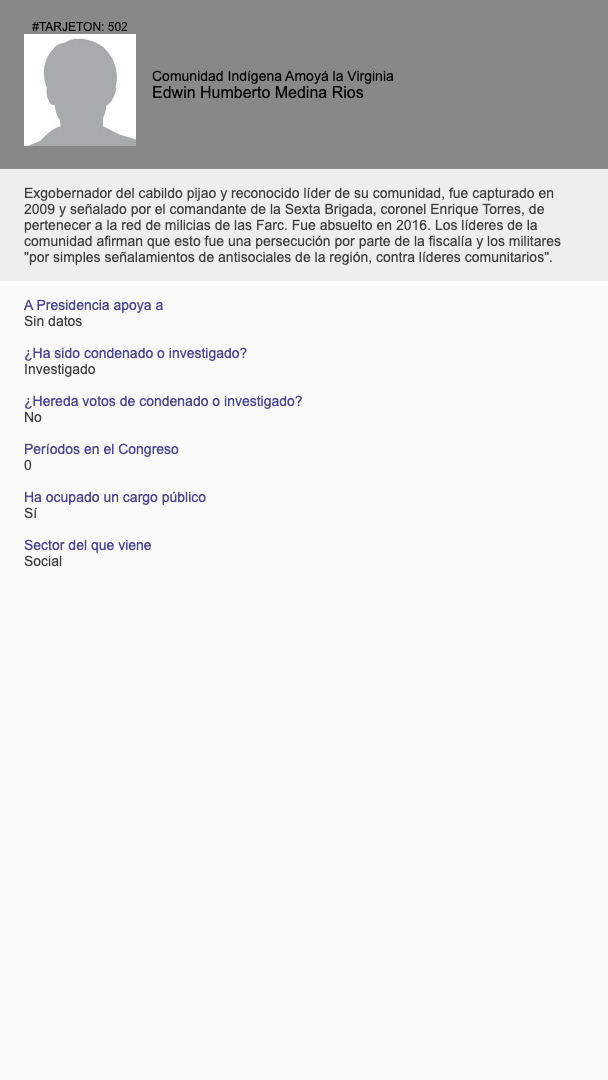 #TARJETON: 502
Comunidad Indígena Amoyá la Virginia
Edwin Humberto Medina Rios
Exgobernador del cabildo pijao y reconocido líder de su comunidad, fue capturado en
2009 y señalado por el comandante de la Sexta Brigada, coronel Enrique Torres, de
pertenecer a la red de milicias de las Farc. Fue absuelto en 2016. Los líderes de la
comunidad afirman que esto fue una persecución por parte de la fiscalía y los militares
"por simples señalamientos de antisociales de la región, contra líderes comunitarios".
A Presidencia apoya a
Sin datos
¿Ha sido condenado o investigado?
Investigado
¿Hereda votos de condenado o investigado?
No
Períodos en el Congreso
0
Ha ocupado un cargo público
Sí
Sector del que viene
Social